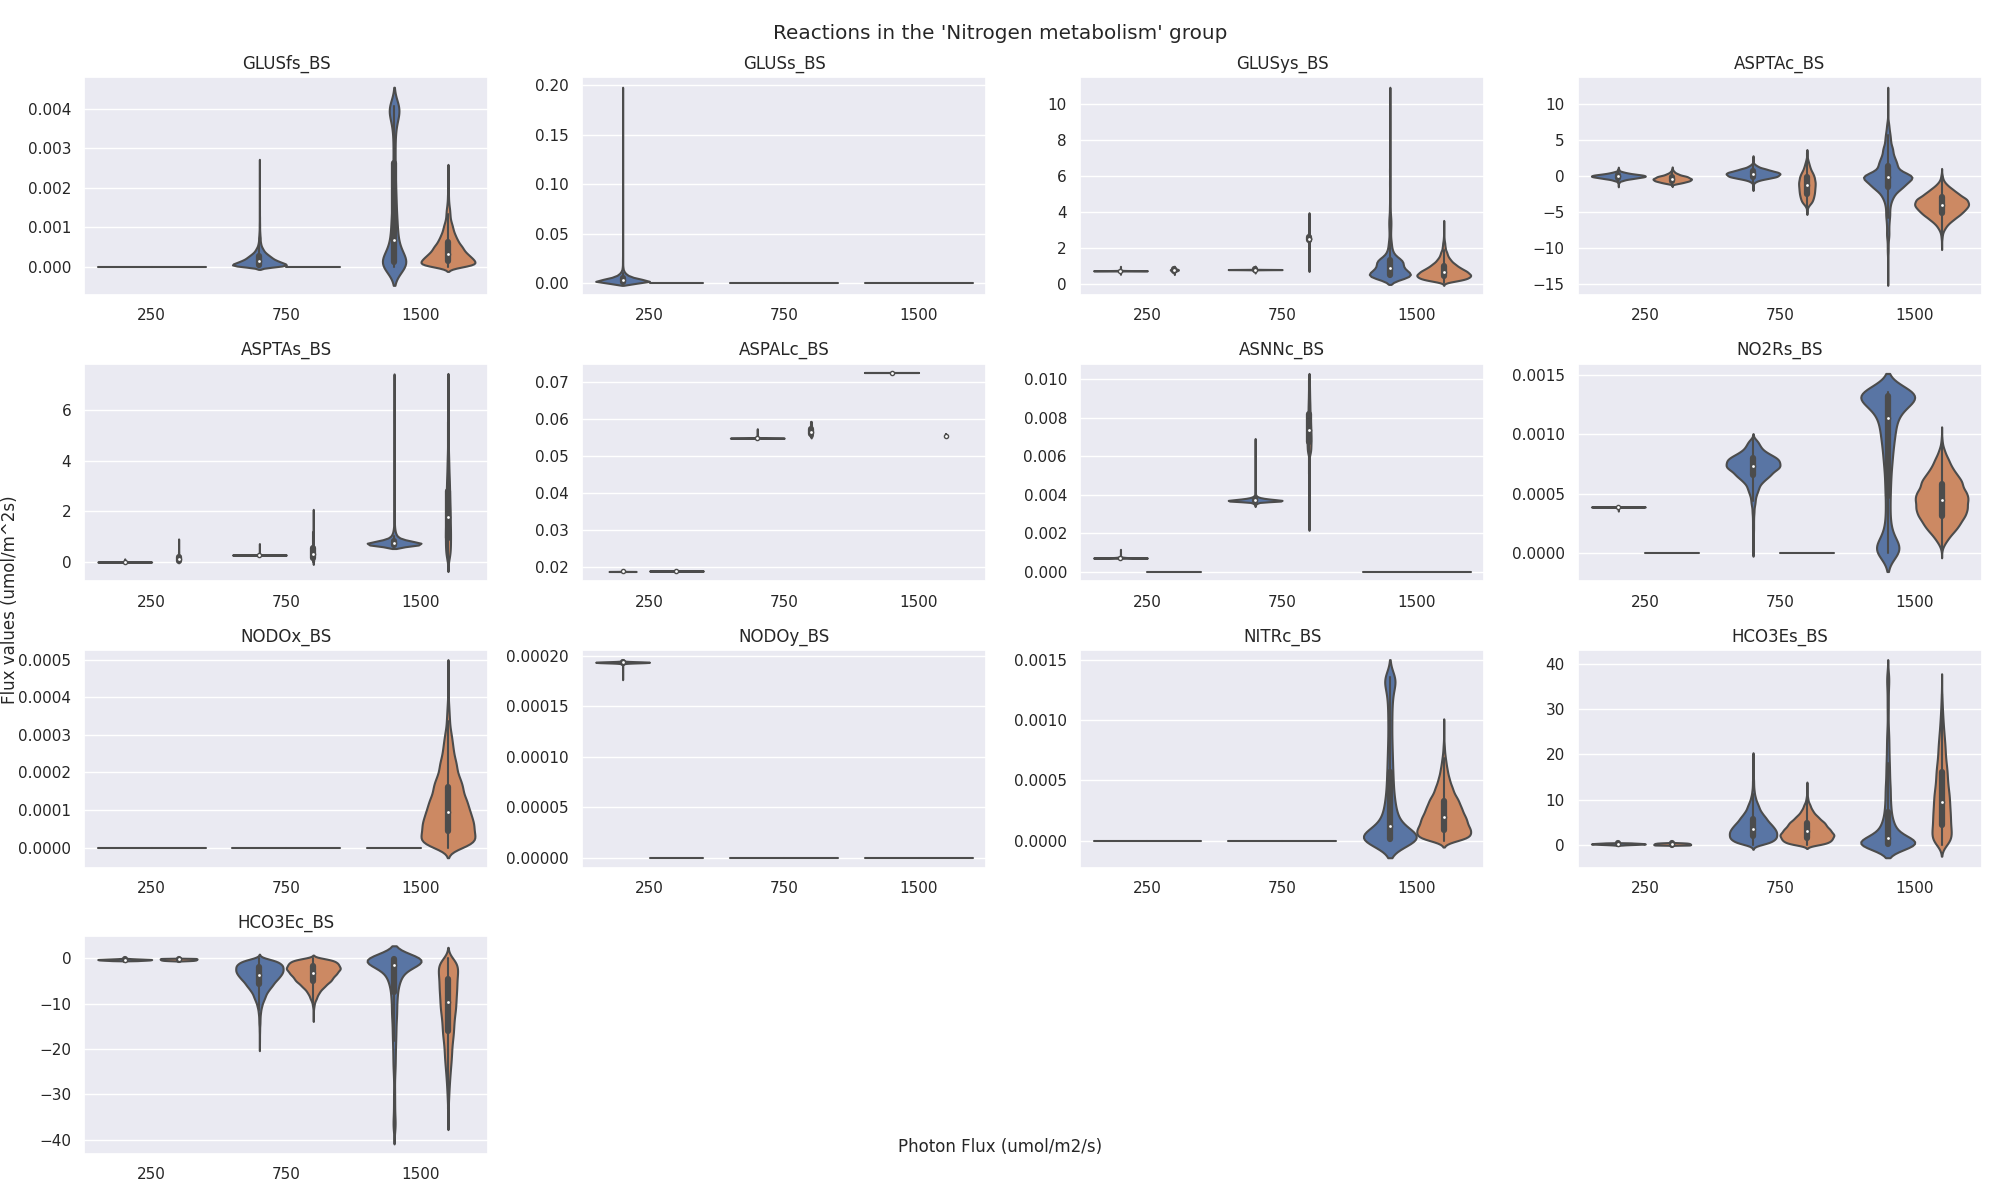 Reactions in the 'Nitrogen metabolism' group
GLUSfs_BS
0.004
0.003
0.002
0.001
0.000
250 750 1500
GLUSs_BS
0.20
0.15
0.10
0.05
0.00
250 750 1500
GLUSys_BS
10
8
6
4
2
0
250 750 1500
ASPTAc_BS
10
5
0
−5
−10
−15
250 750 1500
ASPTAs_BS
6
4
2
0
250 750 1500
ASPALc_BS
0.07
0.06
0.05
0.04
0.03
0.02
250 750 1500
ASNNc_BS
0.010
0.008
0.006
0.004
0.002
0.000
250 750 1500
NO2Rs_BS
0.0015
0.0010
0.0005
0.0000
250 750 1500
Flux values (umol/m^2s)
NODOx_BS
0.0005
0.0004
0.0003
0.0002
0.0001
0.0000
250 750 1500
NODOy_BS
0.00020
0.00015
0.00010
0.00005
0.00000
250 750 1500
NITRc_BS
0.0015
0.0010
0.0005
0.0000
250 750 1500
HCO3Es_BS
40
30
20
10
0
250 750 1500
HCO3Ec_BS
0
−10
−20
−30
−40
250 750 1500
Photon Flux (umol/m2/s)